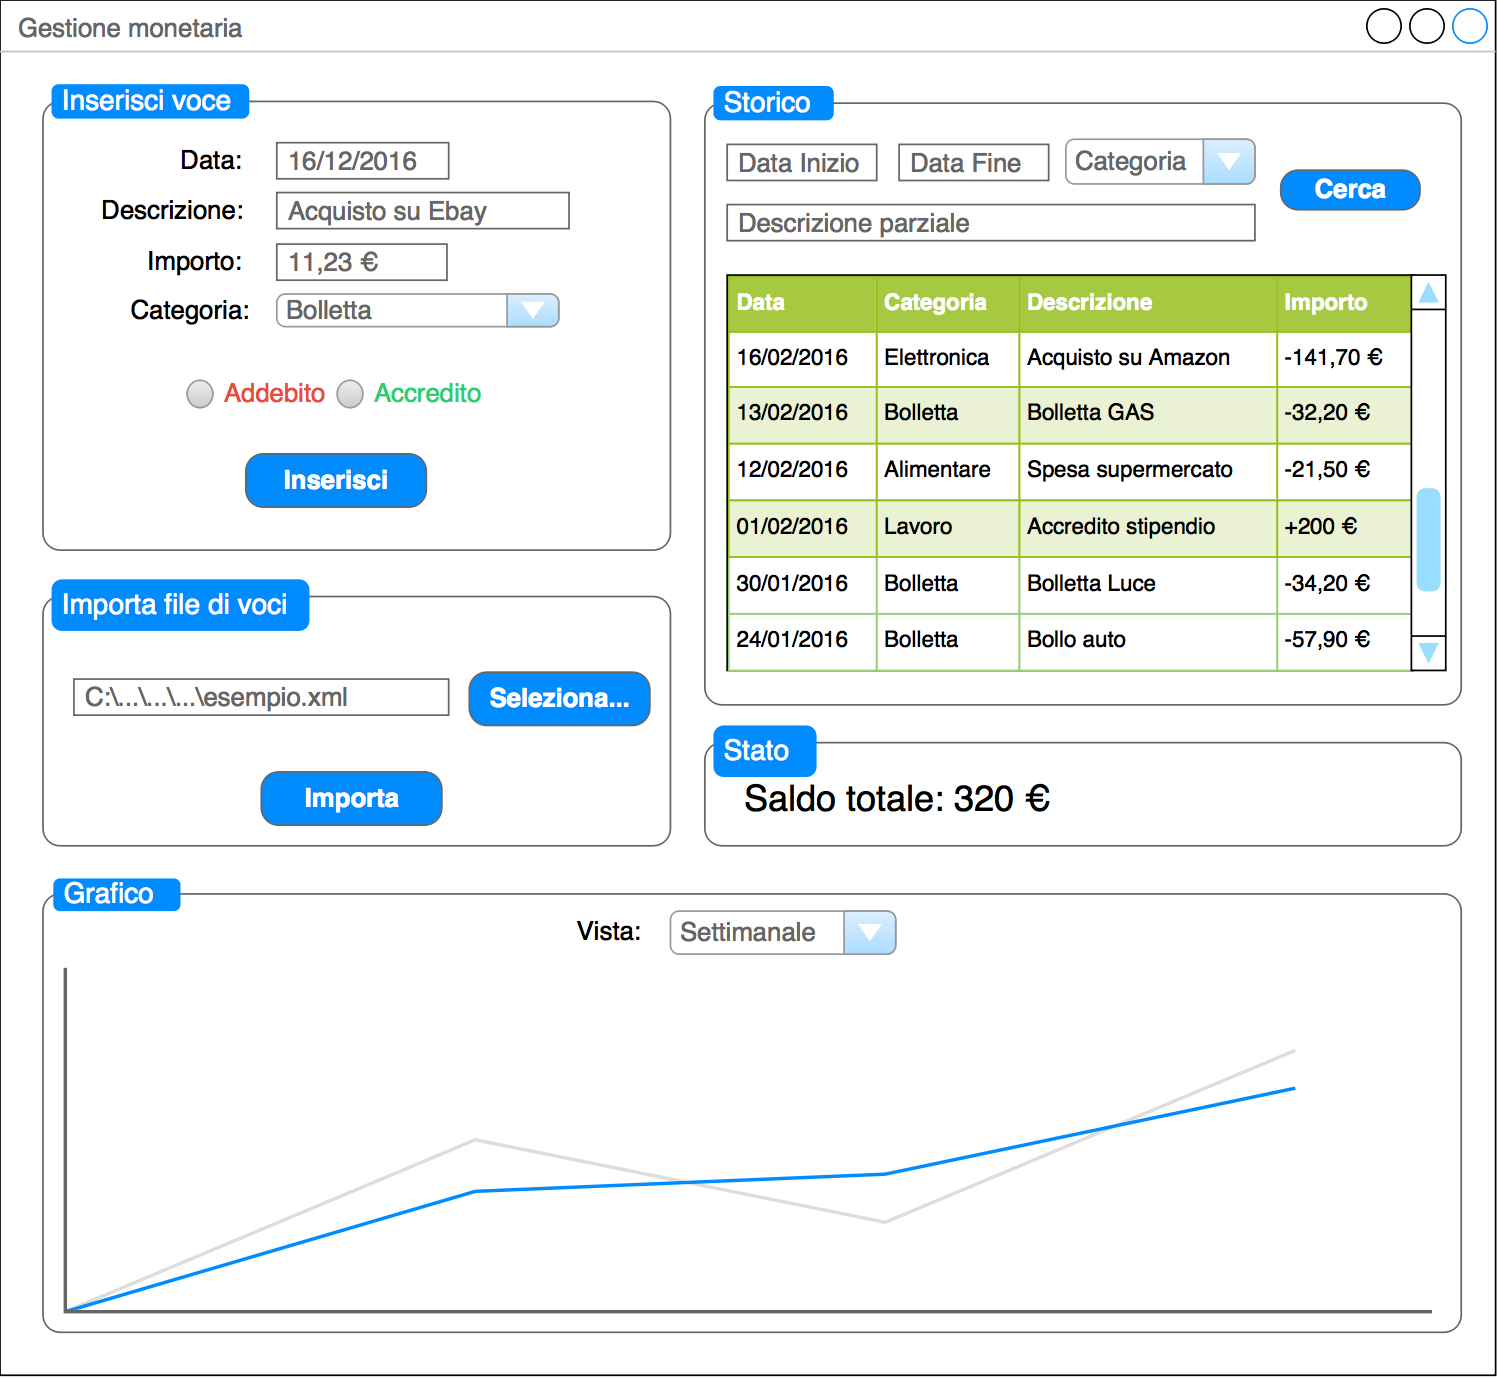 Gestione monetaria
Inserisci voce
Data: 16/12/2016
Descrizione: Acquisto su Ebay
Importo: 11,23 €
Categoria: Bolletta
Addebito Accredito
Inserisci
Importa file di voci
C:\...\...\...\esempio.xml Seleziona...
Importa
Storico
Data Inizio Data Fine Categoria
Cerca
Descrizione parziale
Data Categoria Descrizione Importo
16/02/2016 Elettronica Acquisto su Amazon -141,70 €
13/02/2016 Bolletta Bolletta GAS -32,20 €
12/02/2016 Alimentare Spesa supermercato -21,50 €
01/02/2016 Lavoro Accredito stipendio +200 €
30/01/2016 Bolletta Bolletta Luce -34,20 €
24/01/2016 Bolletta Bollo auto -57,90 €
Stato
Saldo totale: 320 €
Grafico
Vista: Settimanale